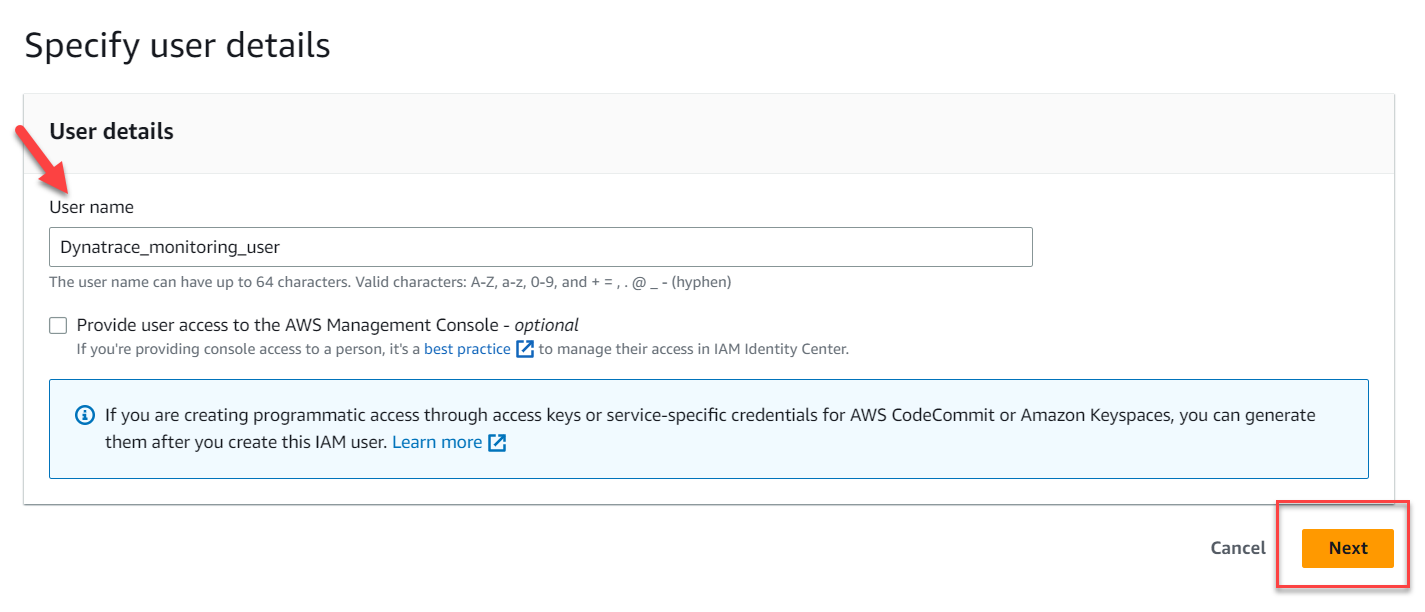 Specify user details
User details
User name
Dynatrace_monitoring_user
The user name can have up to 64 characters. Valid characters: A-Z, a-z, 0-9, and + = , . @ _ - (hyphen)
Provide user access to the AWS Management Console - optional
If you're providing console access to a person, it's a best practice to manage their access in IAM Identity Center.
If you are creating programmatic access through access keys or service-specific credentials for AWS CodeCommit or Amazon Keyspaces, you can generate
them after you create this IAM user. Learn more
Cancel Next